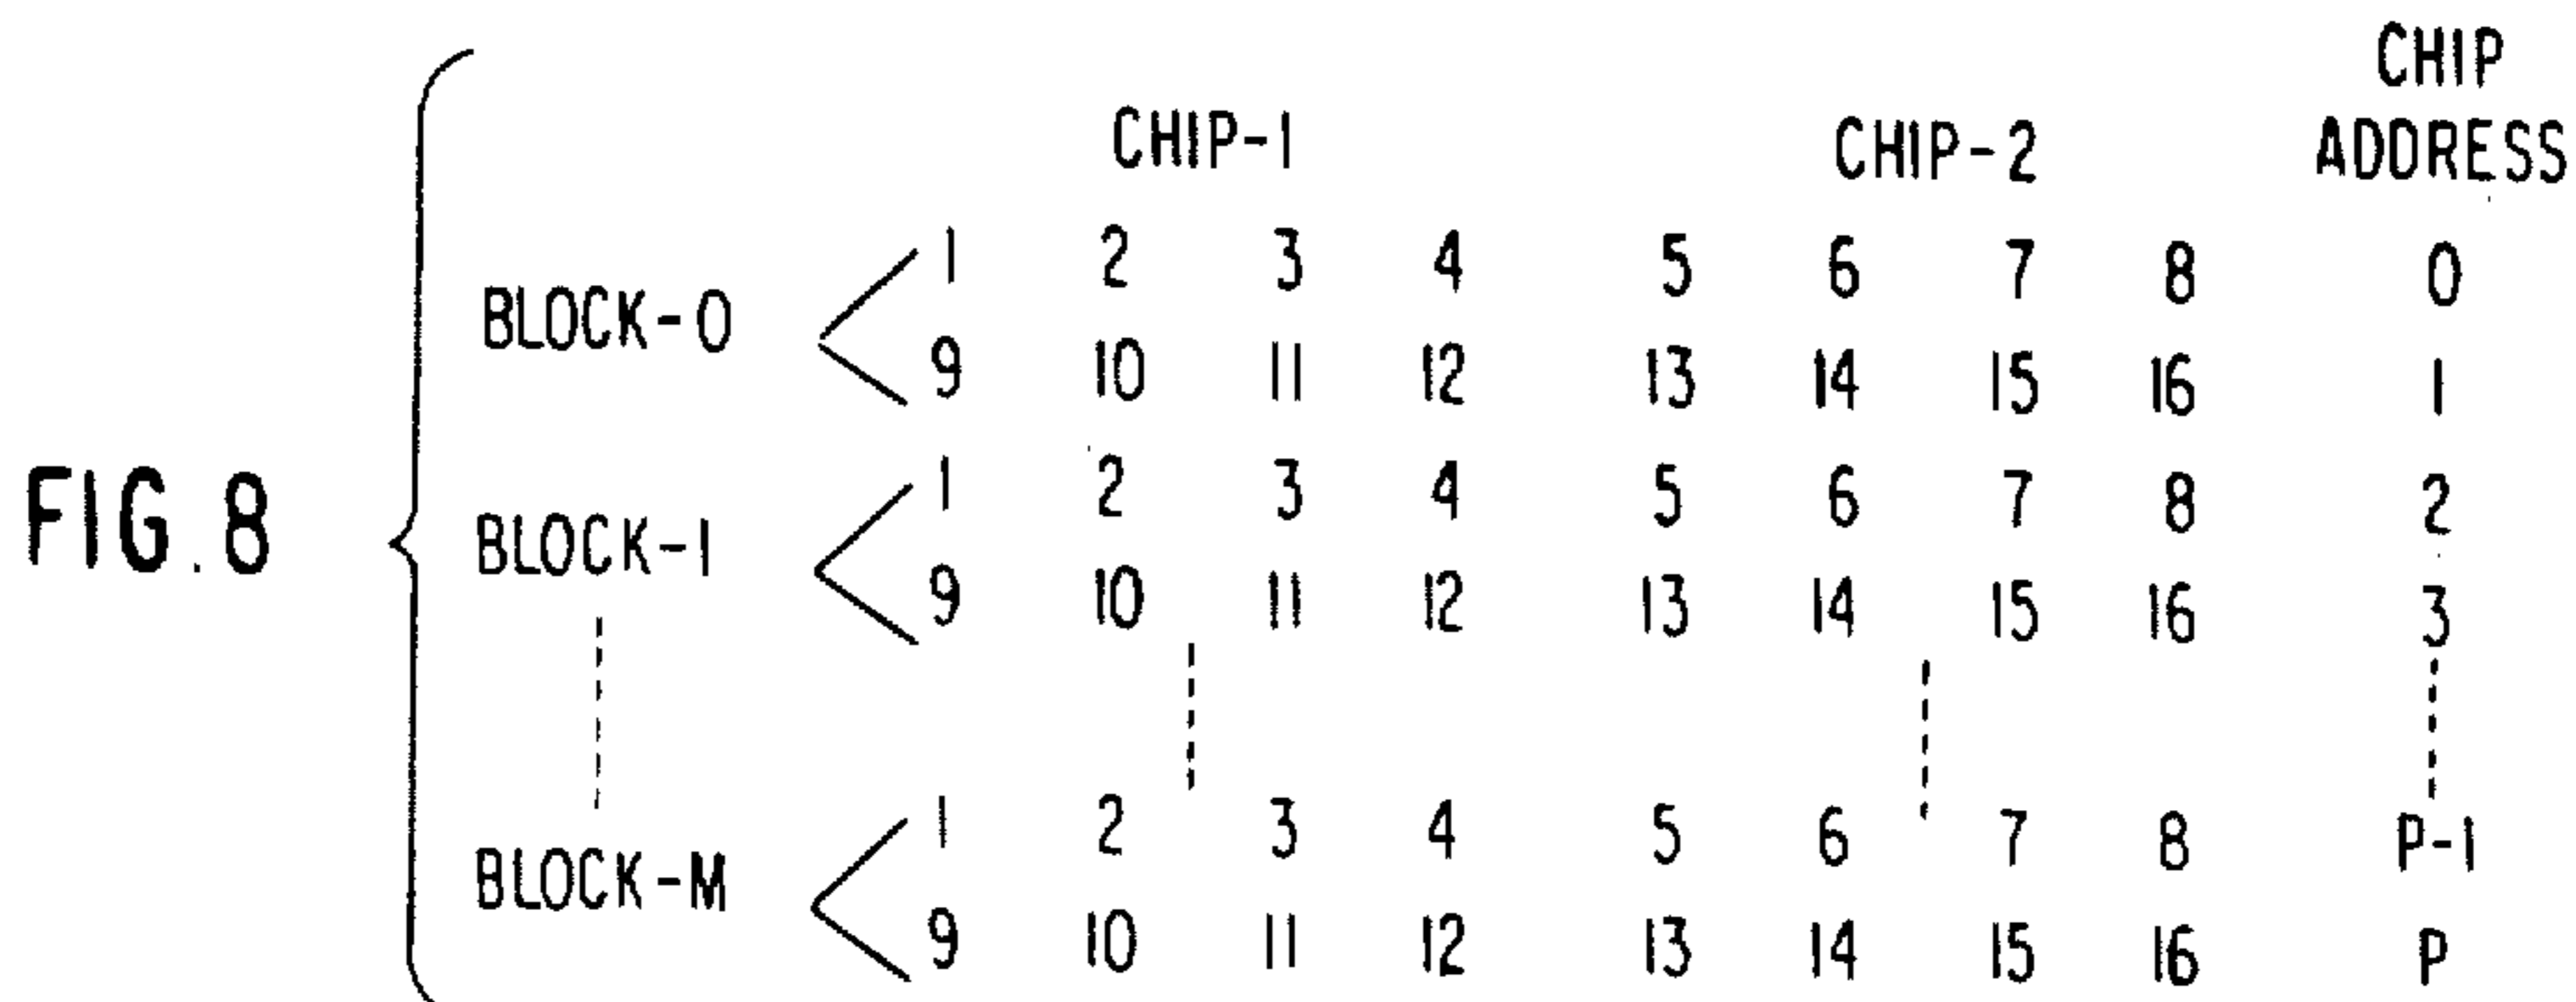 CHIP
ADDRESS
CHIP-1 CHIP-2
BLOCK-0 1 2 3 4 5 6 7 8 0
9 10 11 12 13 14 15 16 1
FIG.8
BLOCK-1 1 2 3 4 5 6 7 8 2
9 10 11 12 13 14 15 16 3
BLOCK-M 1 2 3 4 5 6 7 8 P-1
9 10 11 12 13 14 15 16 P